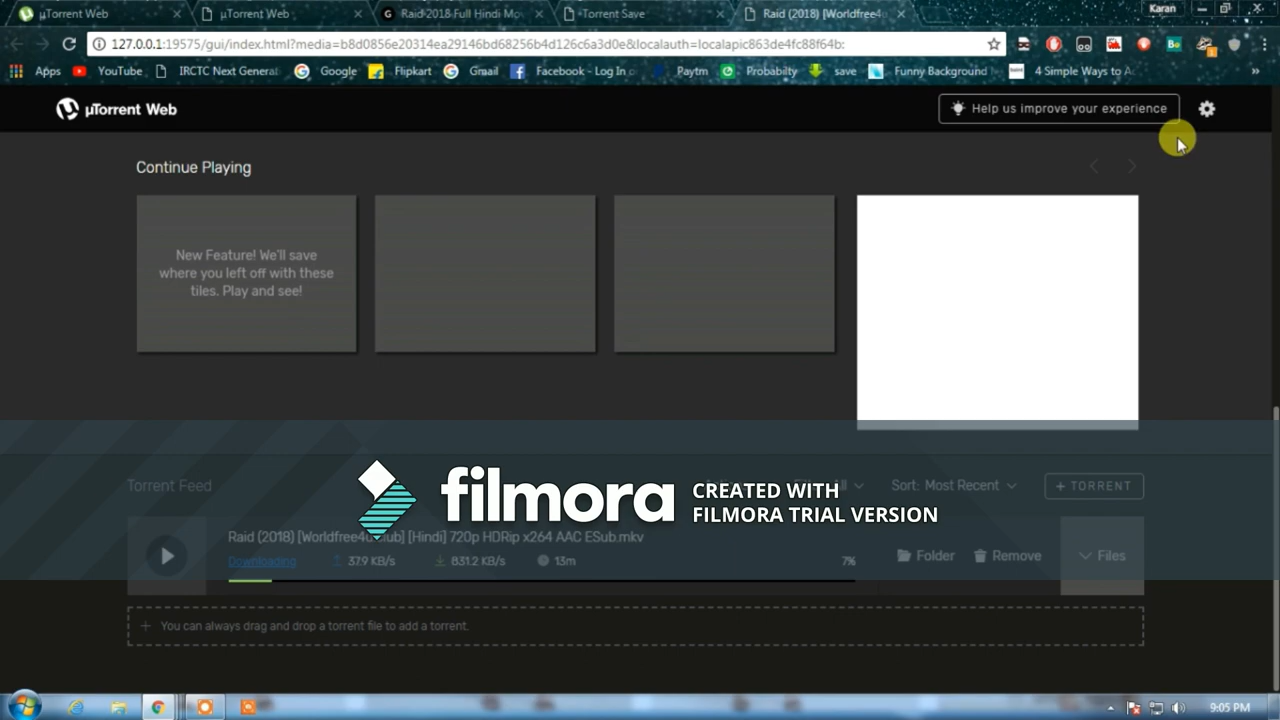 µTorrent Web
µTorrent Web
Raid 2018 Full Hindi Mo
*Torrent Save
Raid (2018) [Worldfree4
Karan
127.0.0.1:19575/gui/index.html?media=b8d0856e20314ea29146bd68256b4d126c6a3d0e&localauth=localapic863de4fc88f64b:
Apps
YouTube
IRCTC Next Generati
Google
Flipkart
Gmail
Facebook - Log In o
Paytm
Probabilty
save
Funny Background
4 Simple Ways to Ac
»
µTorrent Web
Help us improve your experience
Continue Playing
New Feature! We'll save
where you left off with these
tiles. Play and see!
Torrent Feed
All
Sort: Most Recent
+ TORRENT
filmora
CREATED WITH
FILMORA TRIAL VERSION
Raid (2018) [Worldfree4u.club] [Hindi] 720p HDRip x264 AAC ESub.mkv
Downloading
37.9 KB/s
831.2 KB/s
13m
7%
Folder
Remove
Files
+ You can always drag and drop a torrent file to add a torrent.
9:05 PM